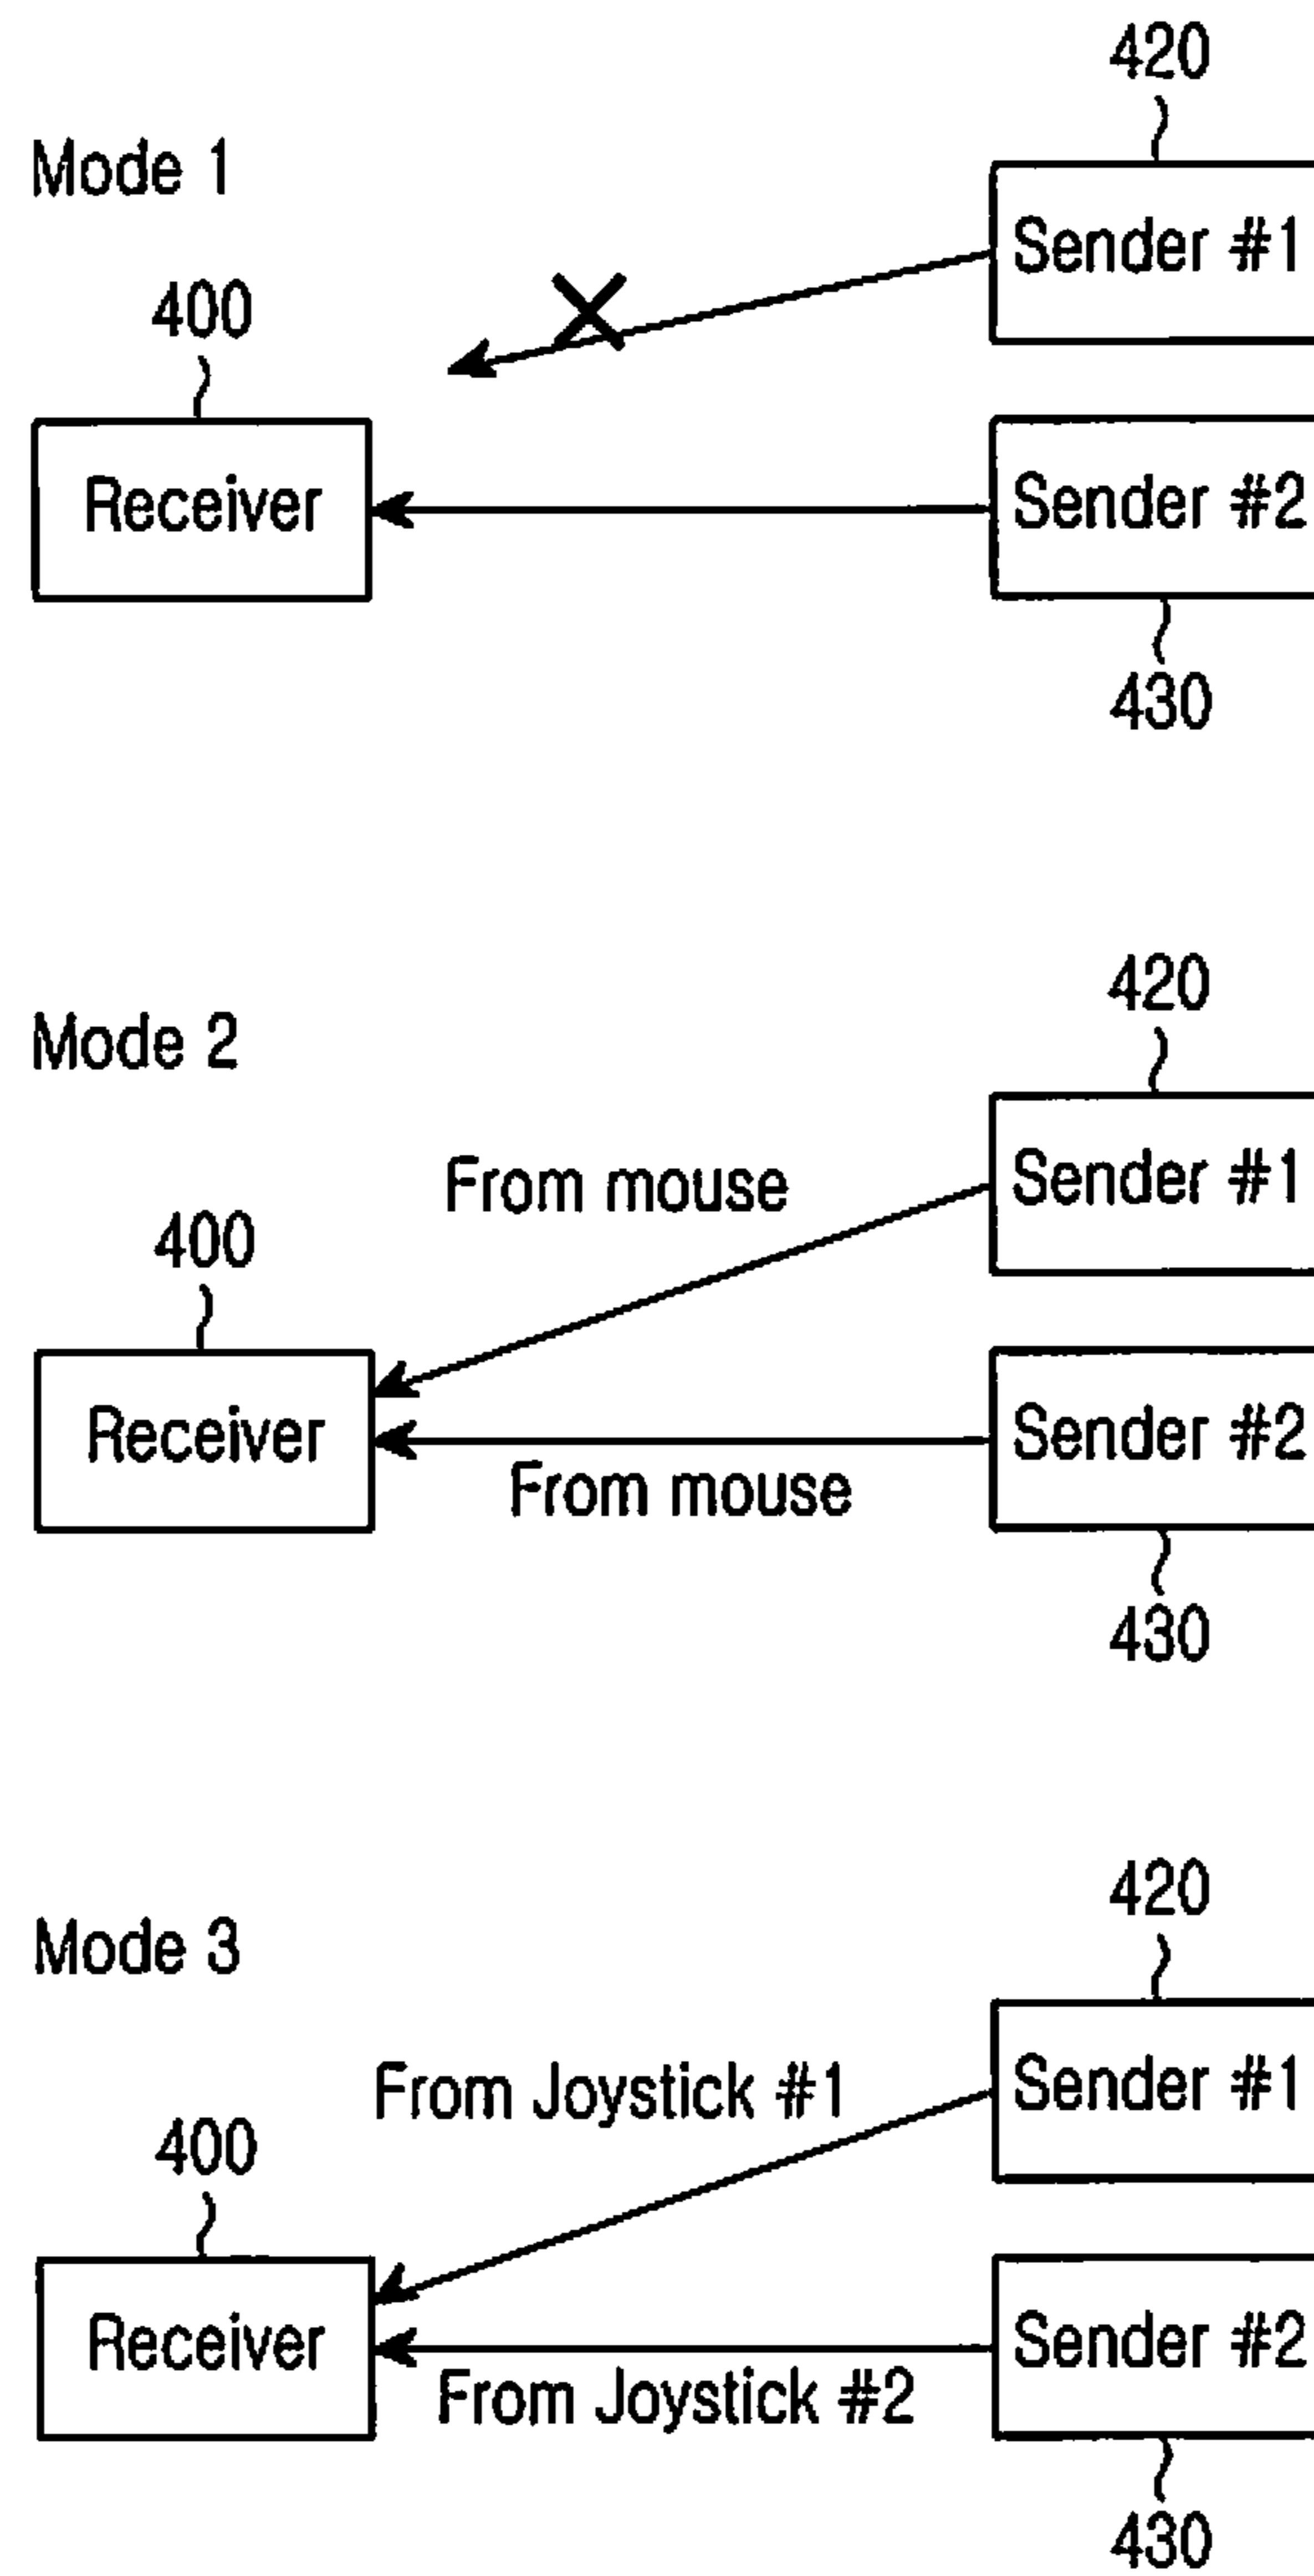 420
Mode 1
Sender #1
400
Receiver
Sender #2
430
420
Mode 2
From mouse
Sender #1
400
Receiver
Sender #2
From mouse
430
420
Mode 3
From Joystick #1
Sender #1
400
Receiver
Sender #2
From Joystick #2
430